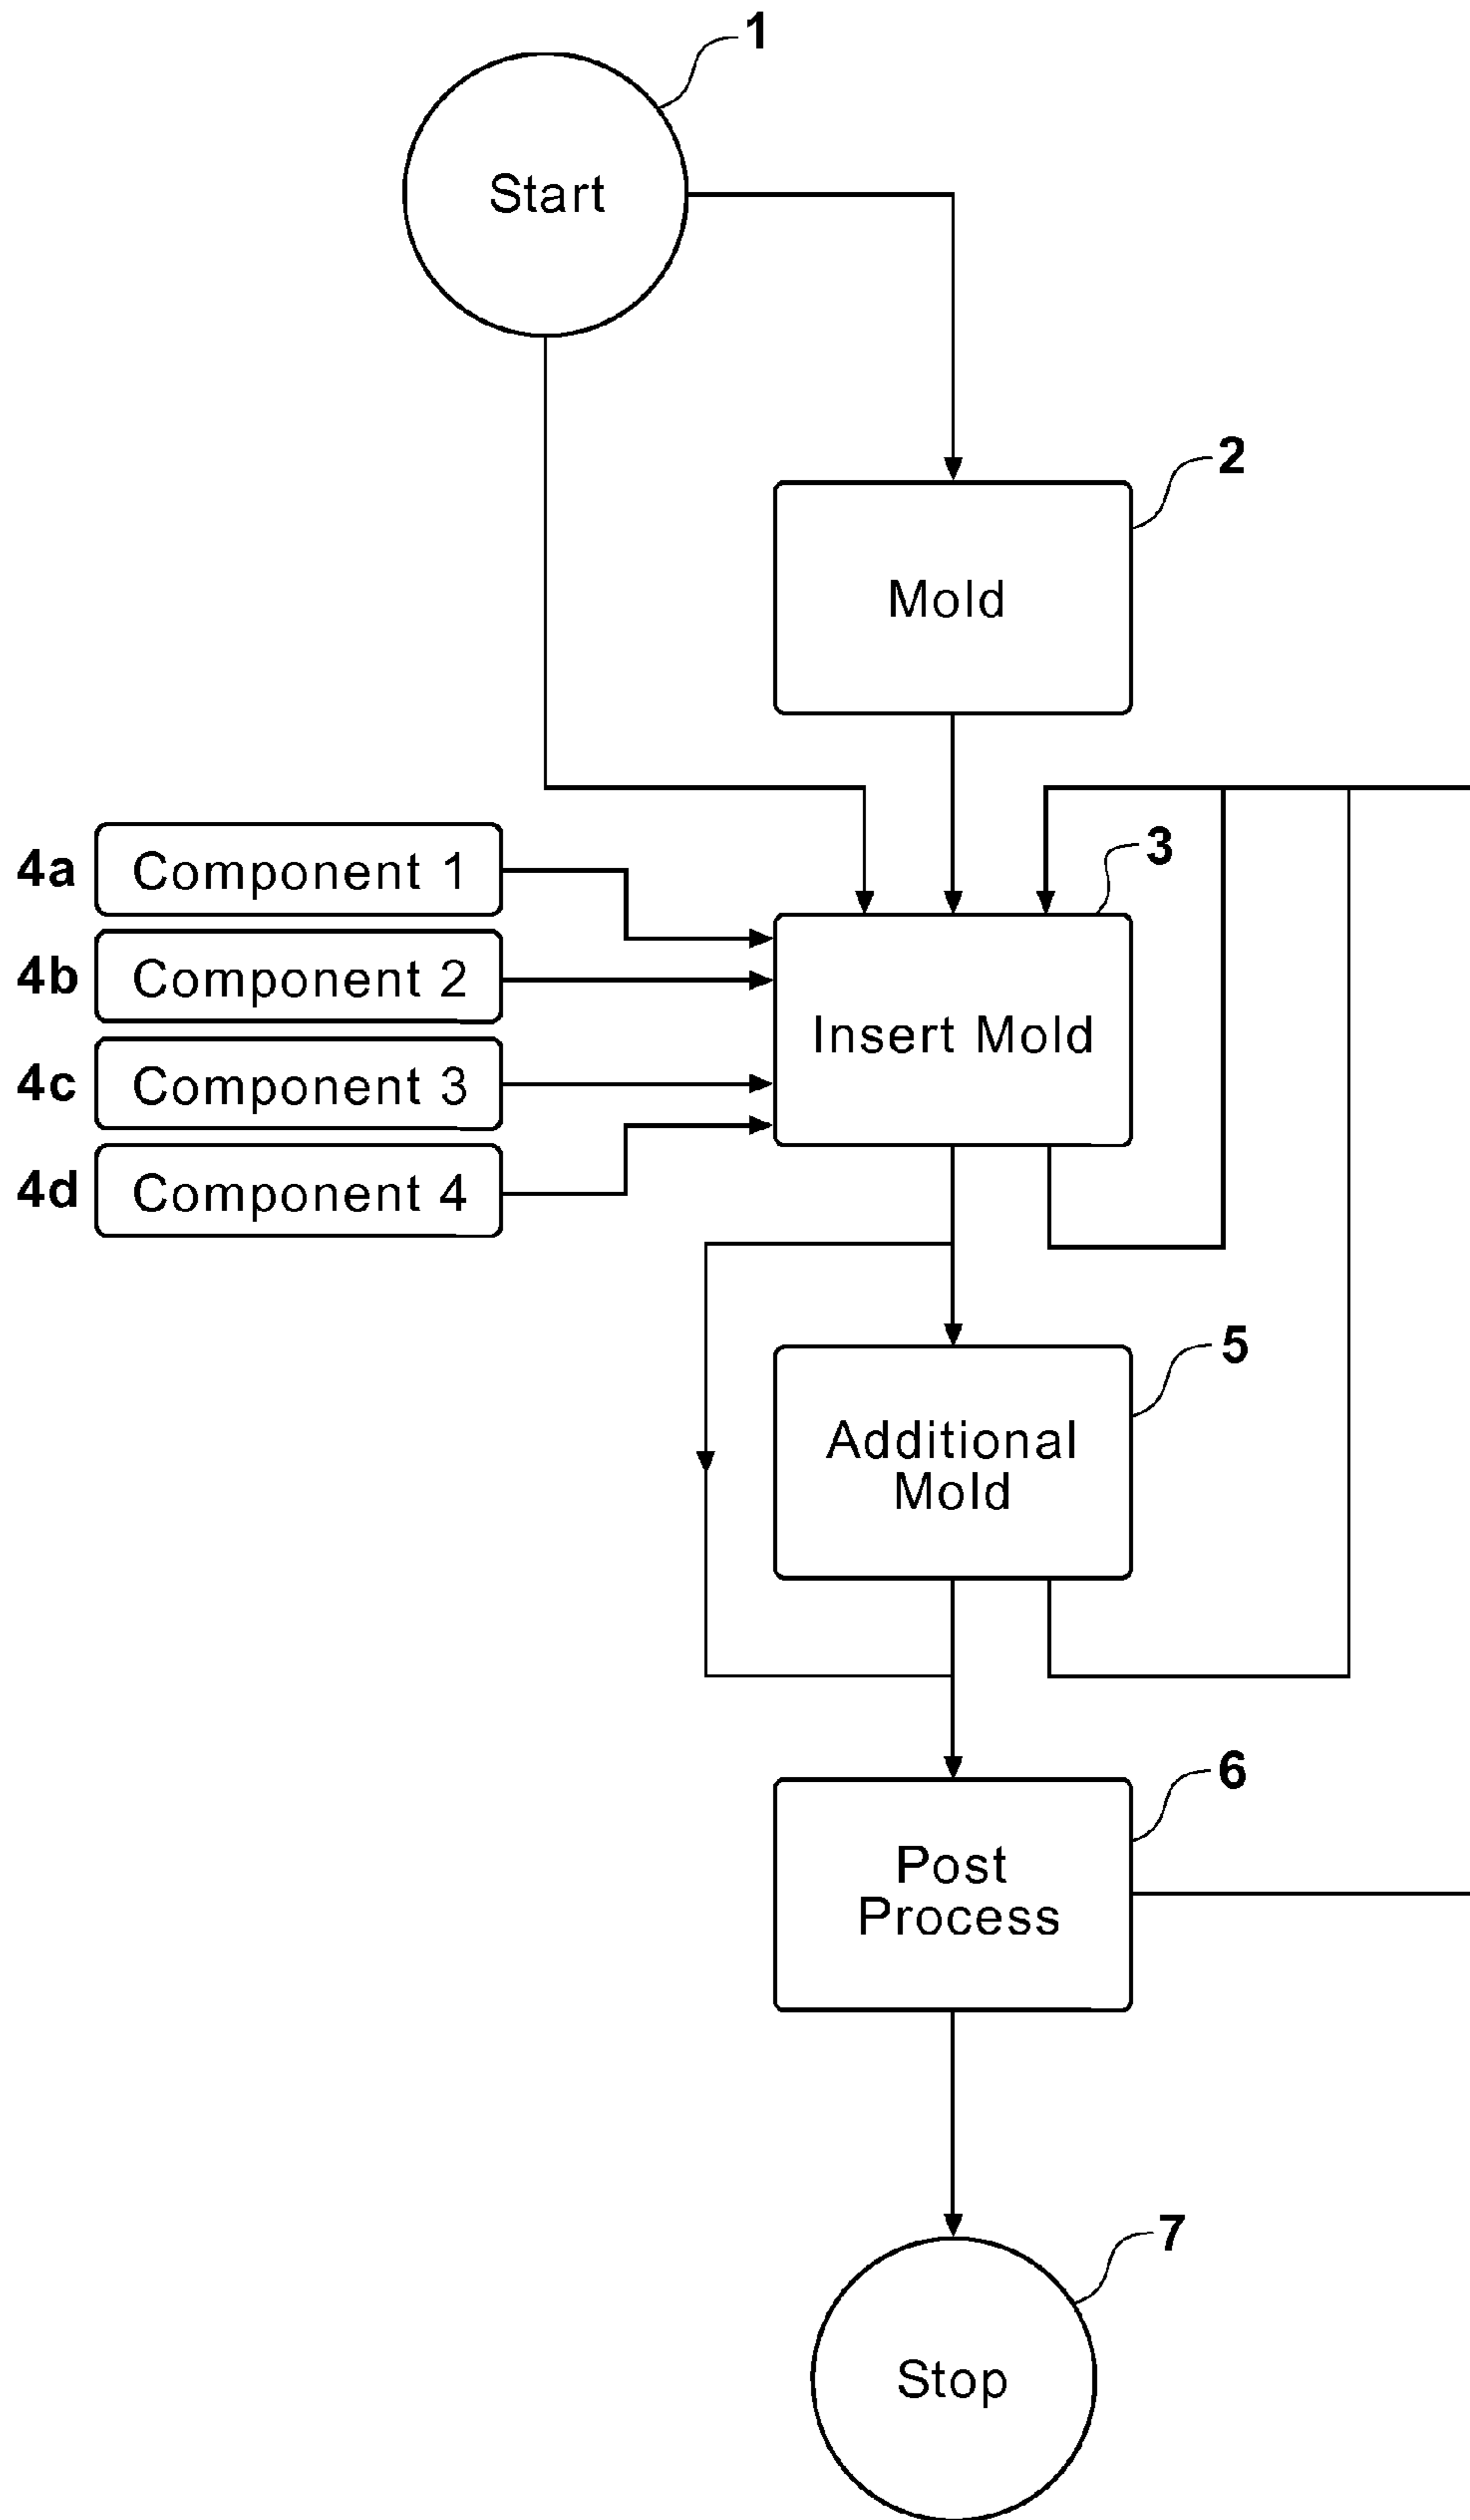 1
Start
2
Mold
3
4a Component 1
4b Component 2
4c Component 3
4d Component 4
Insert Mold
5
Additional
Mold
6
Post
Process
7
Stop